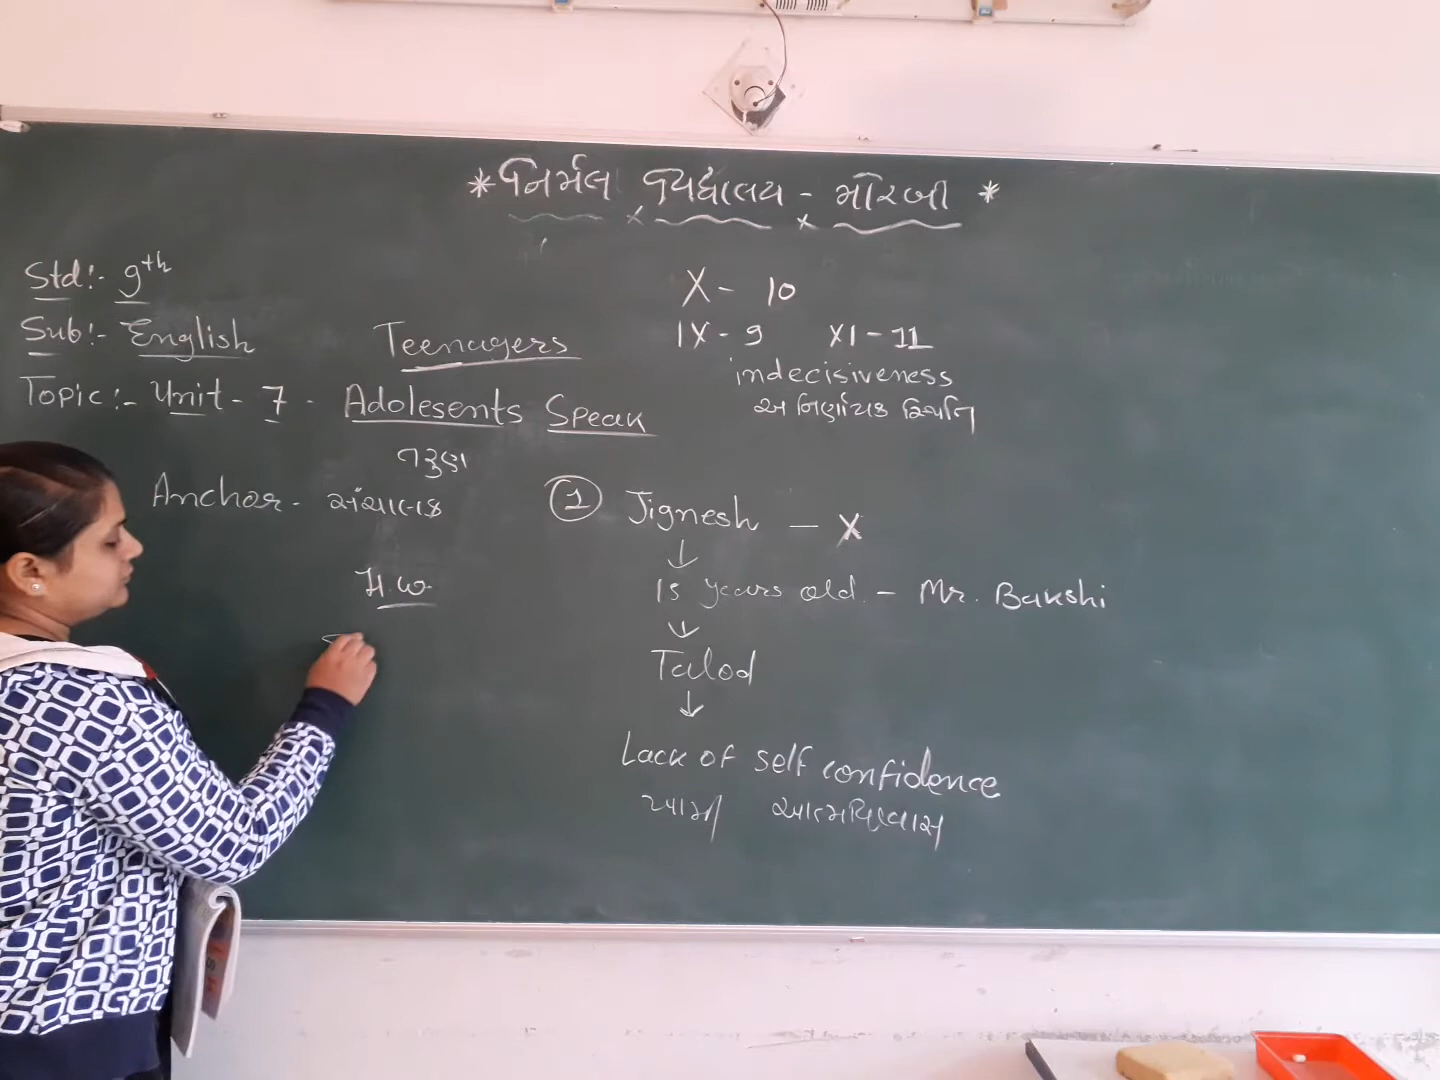 * નિર્મલ વિદ્યાલય - મોરબી *
Std:- 9th
Sub:- English
Teenagers
Topic:- Unit - 7 - Adolesents Speak
તરુણ
Anchor - સંચાલક
H.W.
X - 10
IX - 9 XI - 11
indecisiveness
અનિર્ણાયક સ્થિતિ
① Jignesh - X
↓
15 years old - Mr. Bakshi
↓
Talod
↓
Lack of self confidence
ખામી આત્મવિશ્વાસ